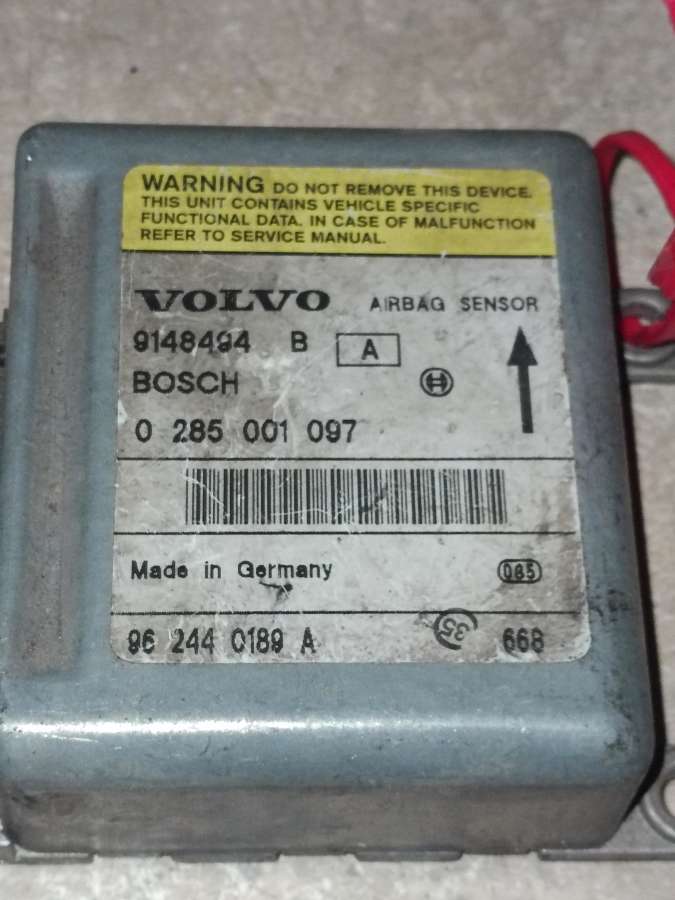 WARNING DO NOT REMOVE THIS DEVICE.
THIS UNIT CONTAINS VEHICLE SPECIFIC
FUNCTIONAL DATA. IN CASE OF MALFUNCTION
REFER TO SERVICE MANUAL.
VOLVO AIRBAG SENSOR
9148494 B A
BOSCH
0 285 001 097
Made in Germany 065
96 244 0189 A 35 668